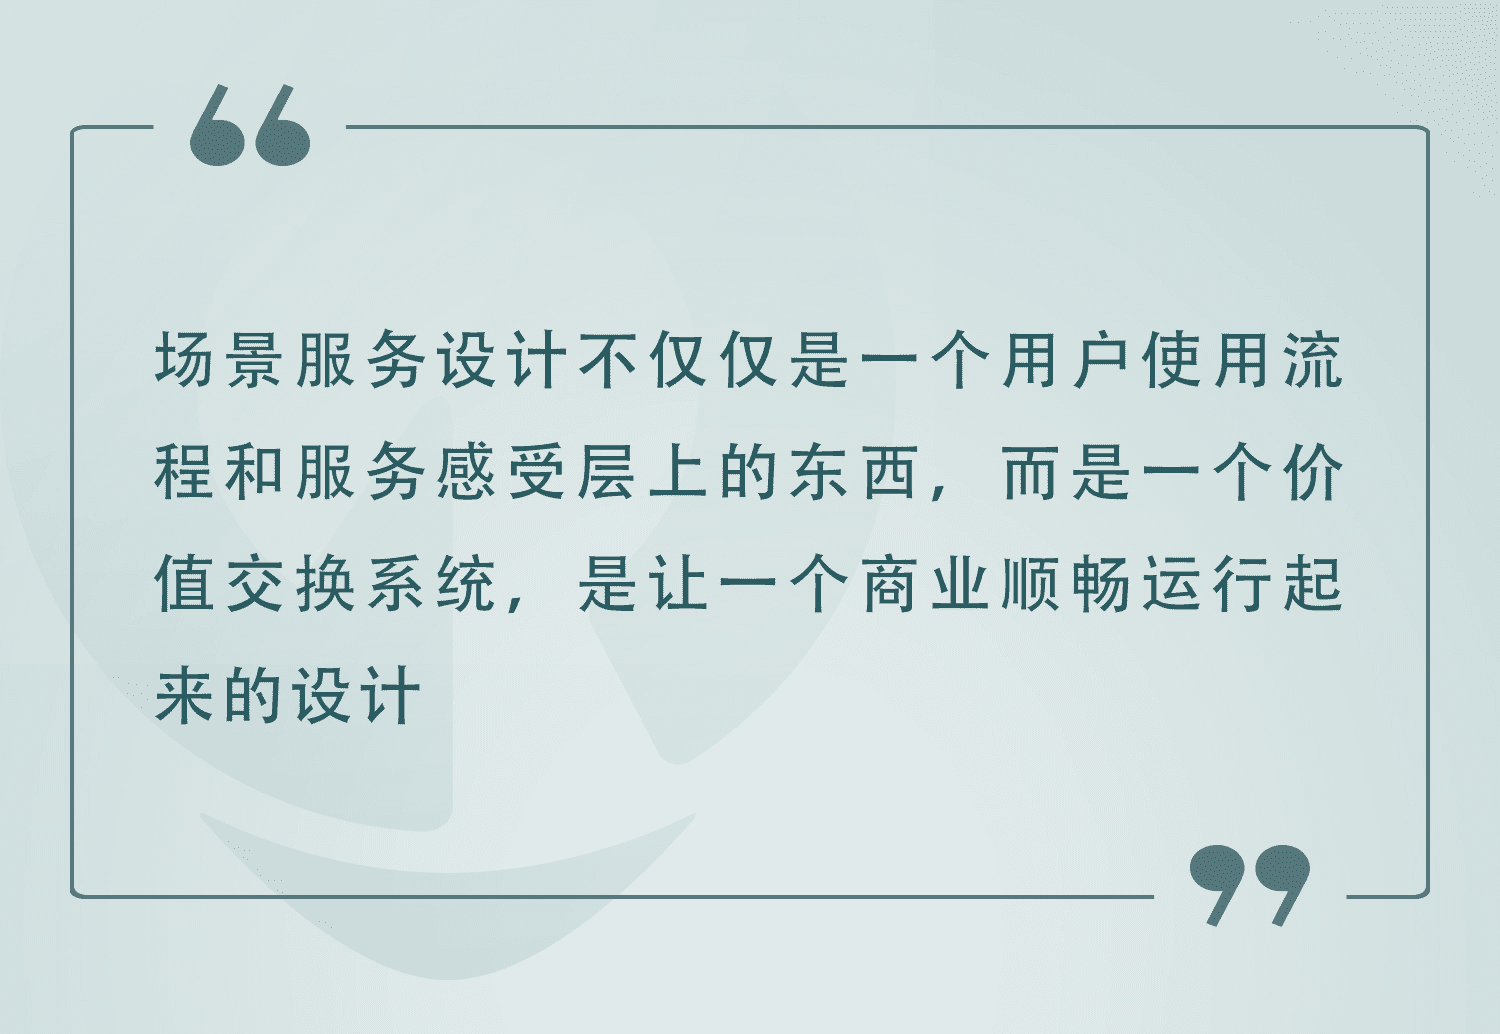 场景服务设计不仅仅是一个用户使用流
程和服务感受层上的东西，而是一个价
值交换系统，是让一个商业顺畅运行起
来的设计